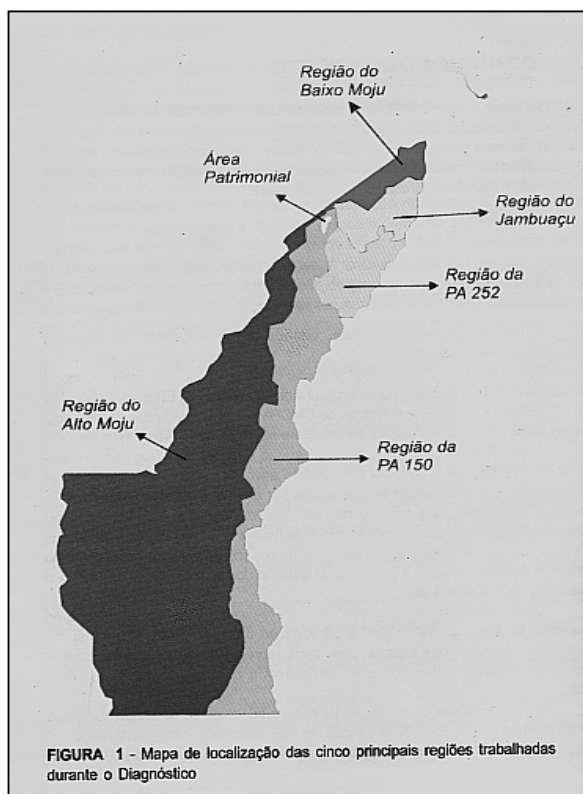 Região do
Baixo Moju
Área
Patrimonial
Região do
Jambuaçu
Região da
PA 252
Região do
Alto Moju
Região da
PA 150
FIGURA 1 - Mapa de localização das cinco principais regiões trabalhadas
durante o Diagnóstico